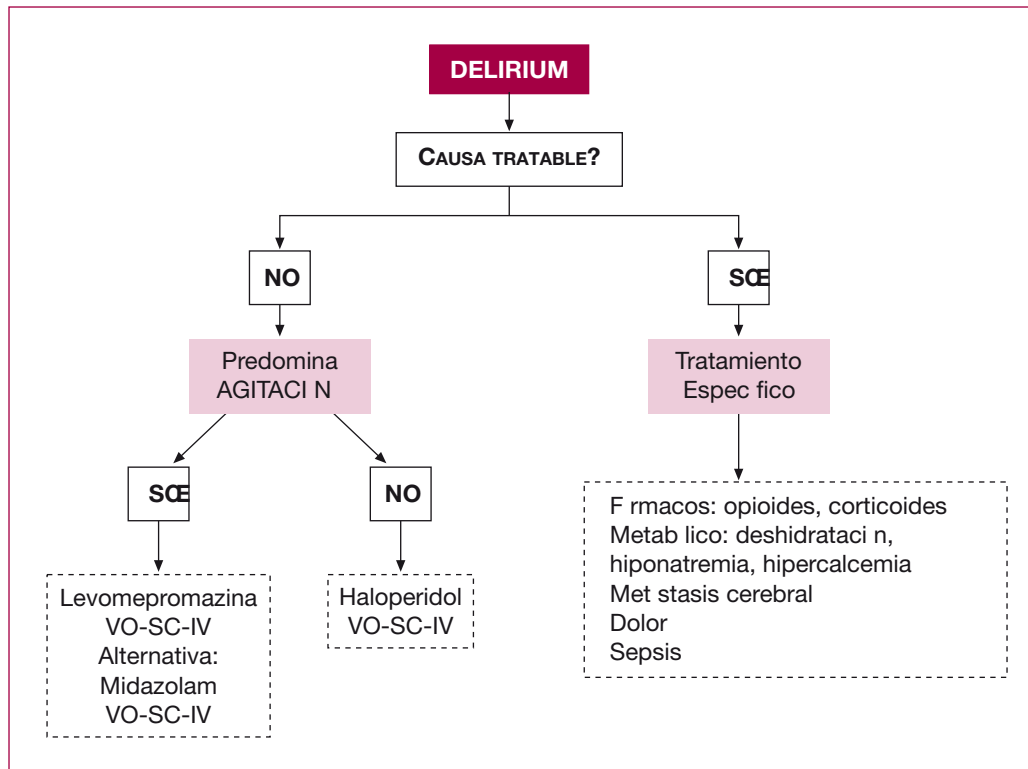 DELIRIUM
CAUSA TRATABLE?
NO
SŒ
Predomina
AGITACI N
Tratamiento
Espec fico
SŒ
NO
Levomepromazina
VO-SC-IV
Alternativa:
Midazolam
VO-SC-IV
Haloperidol
VO-SC-IV
F rmacos: opioides, corticoides
Metab lico: deshidrataci n,
hiponatremia, hipercalcemia
Met stasis cerebral
Dolor
Sepsis